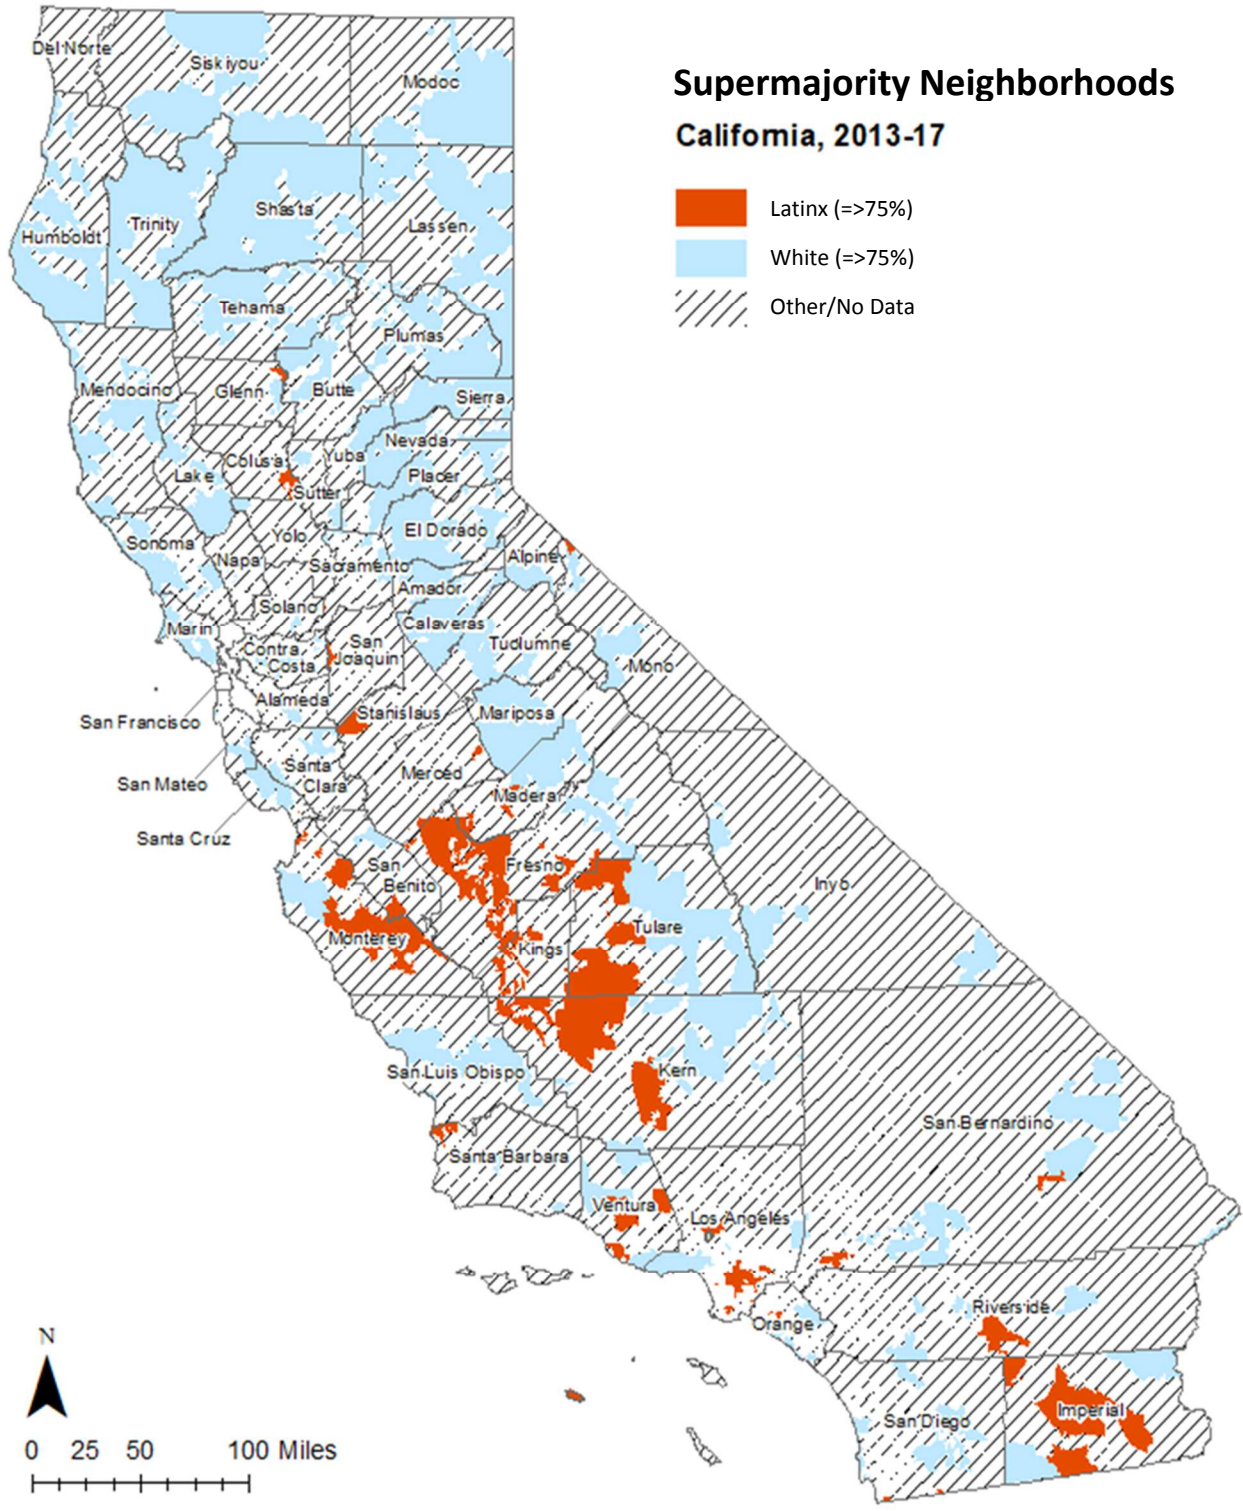 Supermajority Neighborhoods
California, 2013-17
Latinx (=>75%)
White (=>75%)
Other/No Data
Del Norte
Siskiyou
Modoc
Humboldt
Trinity
Shasta
Lassen
Tehama
Plumas
Mendocino
Glenn
Butte
Sierra
Nevada
Colusa
Yuba
Lake
Sutter
Placer
Sonoma
Yolo
El Dorado
Napa
Sacramento
Alpine
Amador
Solano
Marin
Calaveras
Contra
Costa
San
Joaquin
Tuolumne
Mono
Alameda
San Francisco
Stanislaus
Mariposa
San Mateo
Santa
Clara
Merced
Madera
Santa Cruz
San
Benito
Fresno
Inyo
Monterey
Kings
Tulare
San Luis Obispo
Kern
San Bernardino
Santa Barbara
Ventura
Los Angeles
Orange
Riverside
San Diego
Imperial
N
0 25 50 100 Miles